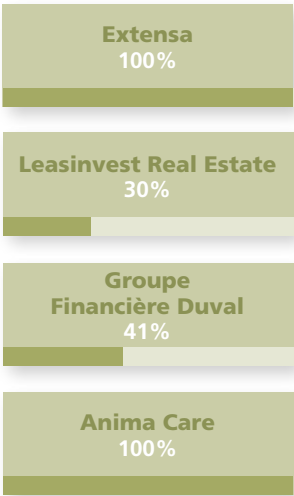 Extensa
100%
Leasinvest Real Estate
30%
Groupe
Financière Duval
41%
Anima Care
100%